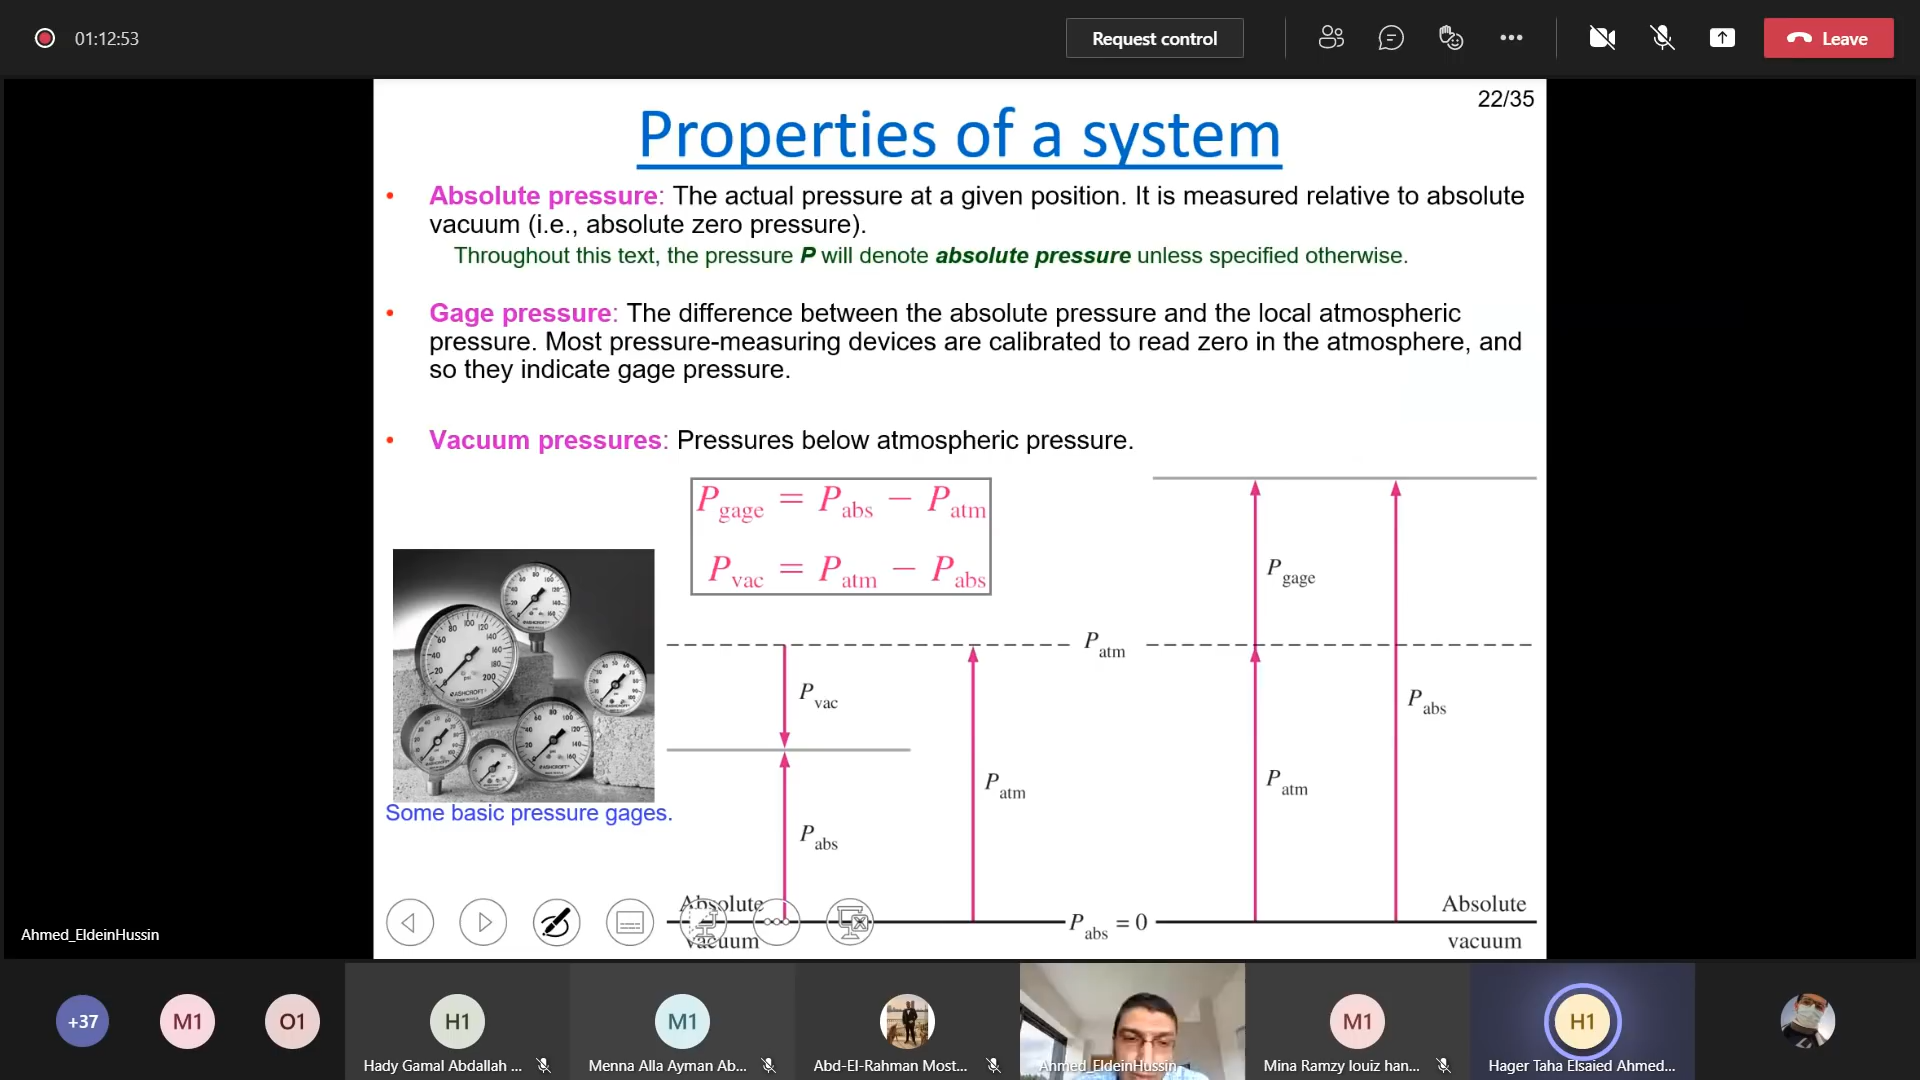 01:12:53
Request control
Leave
22/35
Properties of a system
• Absolute pressure: The actual pressure at a given position. It is measured relative to absolute
vacuum (i.e., absolute zero pressure).
Throughout this text, the pressure P will denote absolute pressure unless specified otherwise.
• Gage pressure: The difference between the absolute pressure and the local atmospheric
pressure. Most pressure-measuring devices are calibrated to read zero in the atmosphere, and
so they indicate gage pressure.
• Vacuum pressures: Pressures below atmospheric pressure.
P gage = P abs − P atm
P vac = P atm − P abs
P gage
P atm
P vac
P abs
P atm
P atm
P abs
Some basic pressure gages.
Absolute
vacuum
P abs = 0
Absolute
vacuum
Ahmed_EldeinHussin
+37
M1
O1
H1
M1
M1
H1
Hady Gamal Abdallah ...
Menna Alla Ayman Ab...
Abd-El-Rahman Most...
Ahmed_EldeinHussin
Mina Ramzy louiz han...
Hager Taha Elsaied Ahmed...